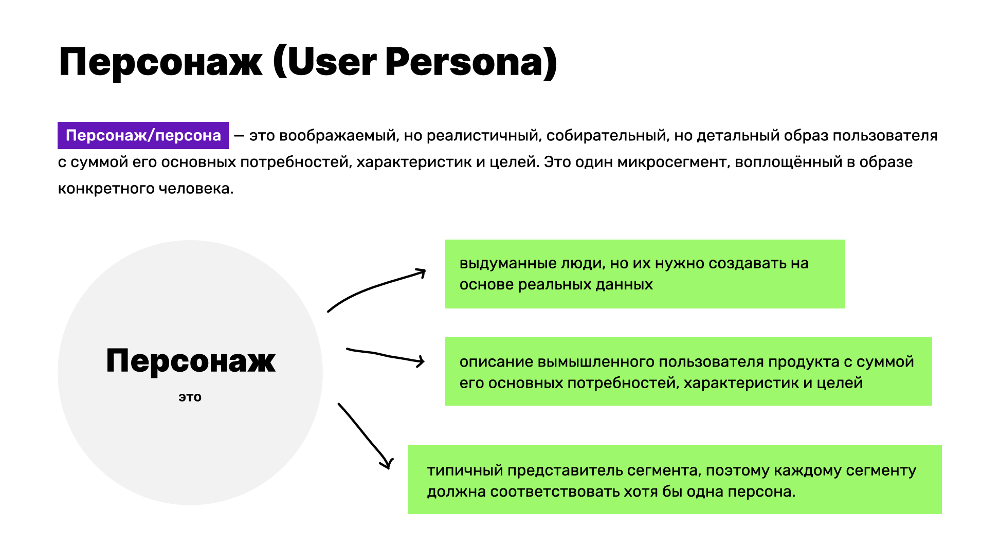 Персонаж (User Persona)
Персонаж/персона — это воображаемый, но реалистичный, собирательный, но детальный образ пользователя
с суммой его основных потребностей, характеристик и целей. Это один микросегмент, воплощённый в образе
конкретного человека.
Персонаж
это
выдуманные люди, но их нужно создавать на
основе реальных данных
описание вымышленного пользователя продукта с суммой
его основных потребностей, характеристик и целей
типичный представитель сегмента, поэтому каждому сегменту
должна соответствовать хотя бы одна персона.